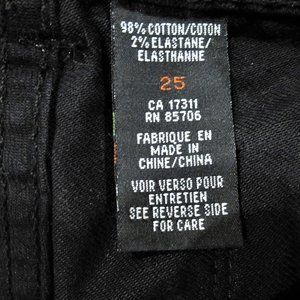 98% COTTON/COTON
2% ELASTANE/
ELASTHANNE
25
CA 17311
RN 85706
FABRIQUE EN
MADE IN
CHINE/CHINA
VOIR VERSO POUR
ENTRETIEN
SEE REVERSE SIDE
FOR CARE